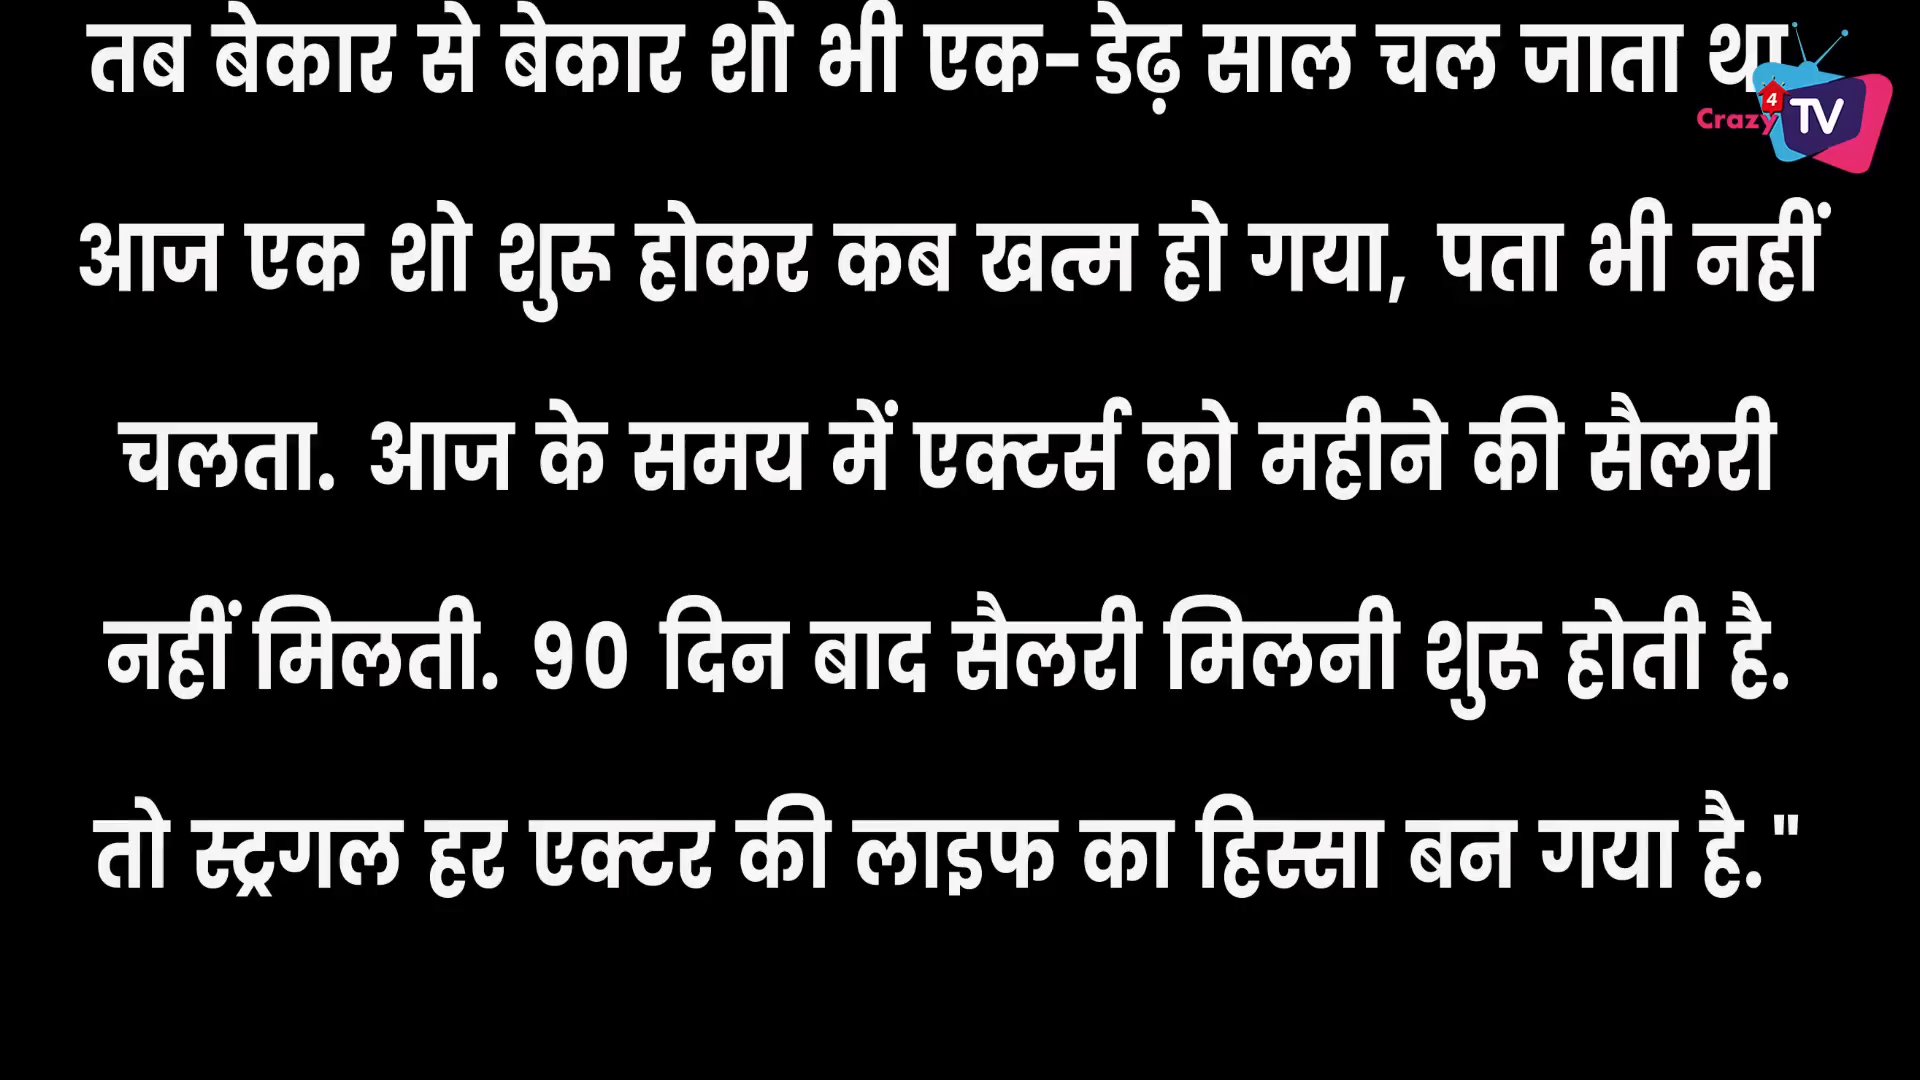 तब बेकार से बेकार शो भी एक-डेढ़ साल चल जाता था
आज एक शो शुरू होकर कब खत्म हो गया, पता भी नहीं
चलता. आज के समय में एक्टर्स को महीने की सैलरी
नहीं मिलती. 90 दिन बाद सैलरी मिलनी शुरू होती है.
तो स्ट्रगल हर एक्टर की लाइफ का हिस्सा बन गया है."
Crazy 4 TV